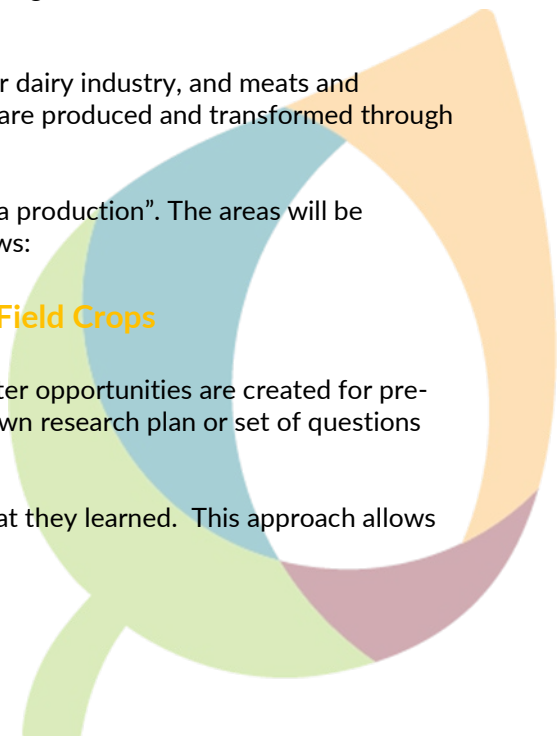 r dairy industry, and meats and
are produced and transformed through
a production”. The areas will be
ws:
Field Crops
ter opportunities are created for pre-
wn research plan or set of questions
at they learned.  This approach allows